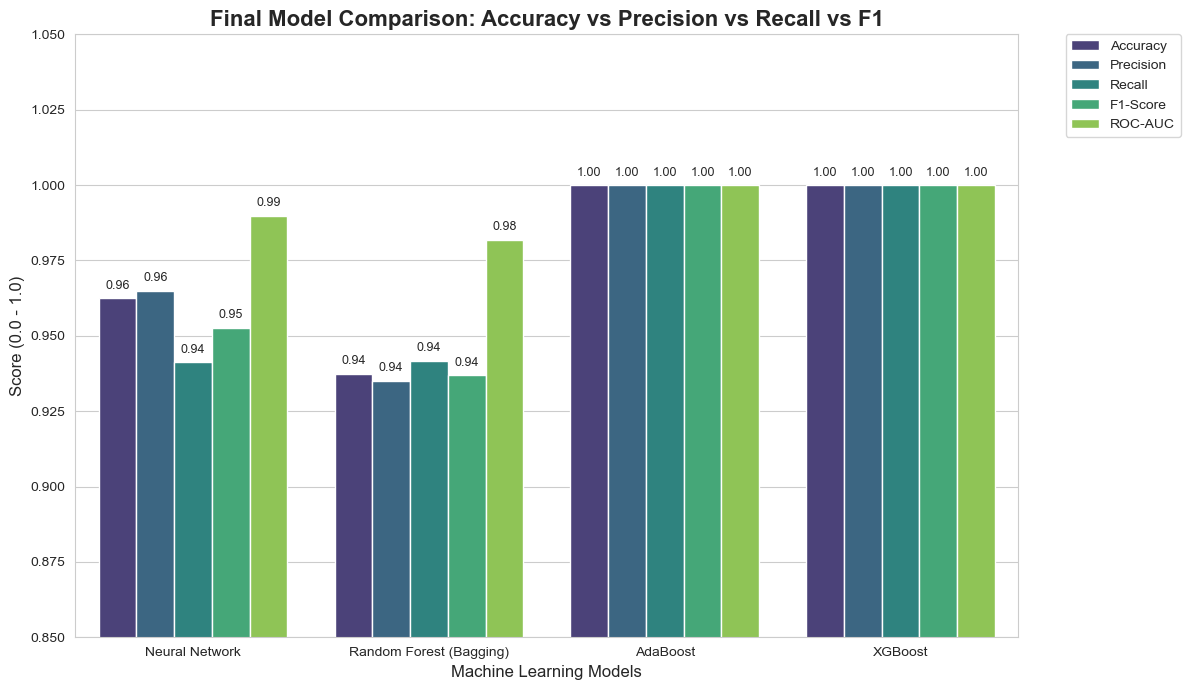 Final Model Comparison: Accuracy vs Precision vs Recall vs F1
Accuracy
Precision
Recall
F1-Score
ROC-AUC
Score (0.0 - 1.0)
1.050
1.025
1.000
0.975
0.950
0.925
0.900
0.875
0.850
0.96 0.96 0.94 0.95 0.99
0.94 0.94 0.94 0.94 0.98
1.00 1.00 1.00 1.00 1.00
1.00 1.00 1.00 1.00 1.00
Neural Network
Random Forest (Bagging)
AdaBoost
XGBoost
Machine Learning Models